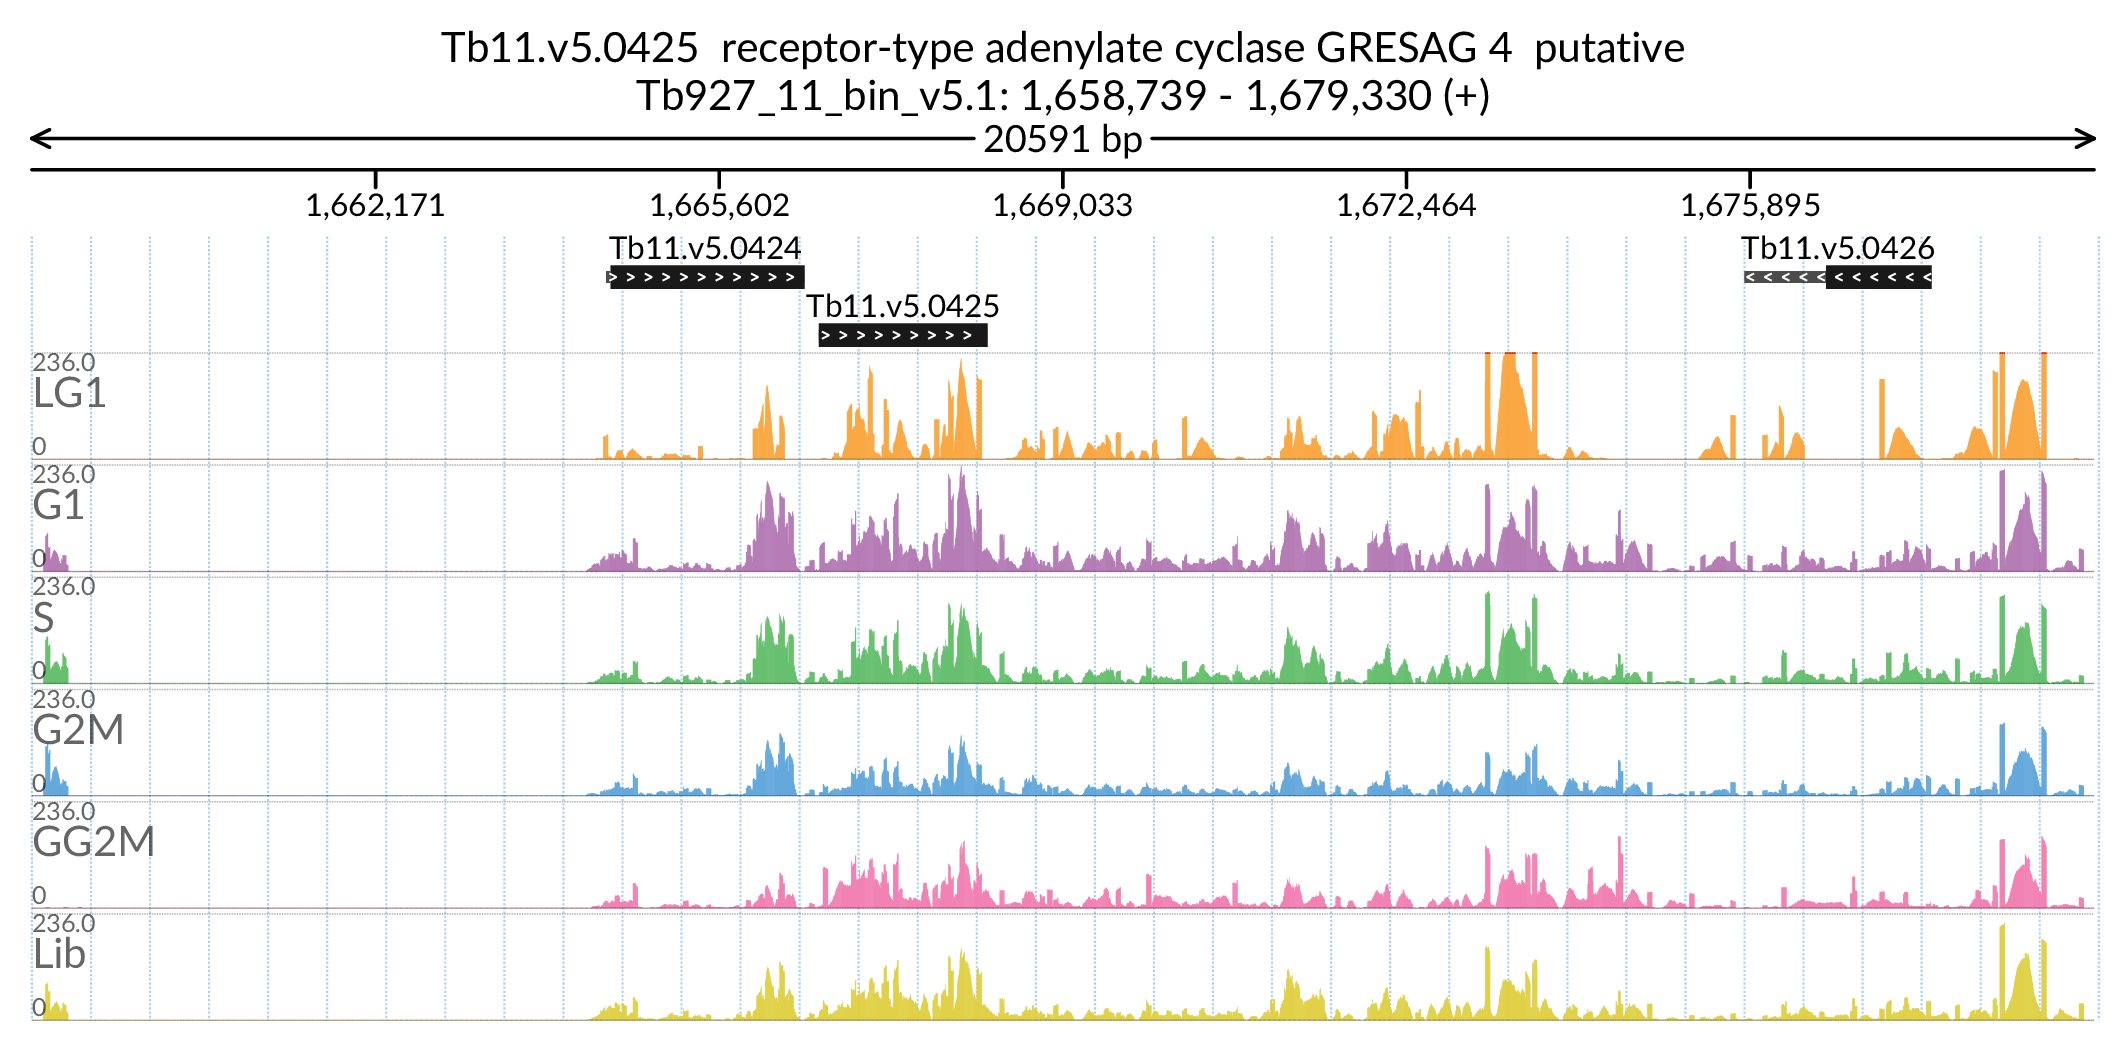 Tb11.v5.0425 receptor-type adenylate cyclase GRESAG 4 putative
Tb927_11_bin_v5.1: 1,658,739 - 1,679,330 (+)
20591 bp
1,662,171 1,665,602 1,669,033 1,672,464 1,675,895
Tb11.v5.0424 Tb11.v5.0426
Tb11.v5.0425
236.0
LG1
0
236.0
G1
0
236.0
S
0
236.0
G2M
0
236.0
GG2M
0
236.0
Lib
0